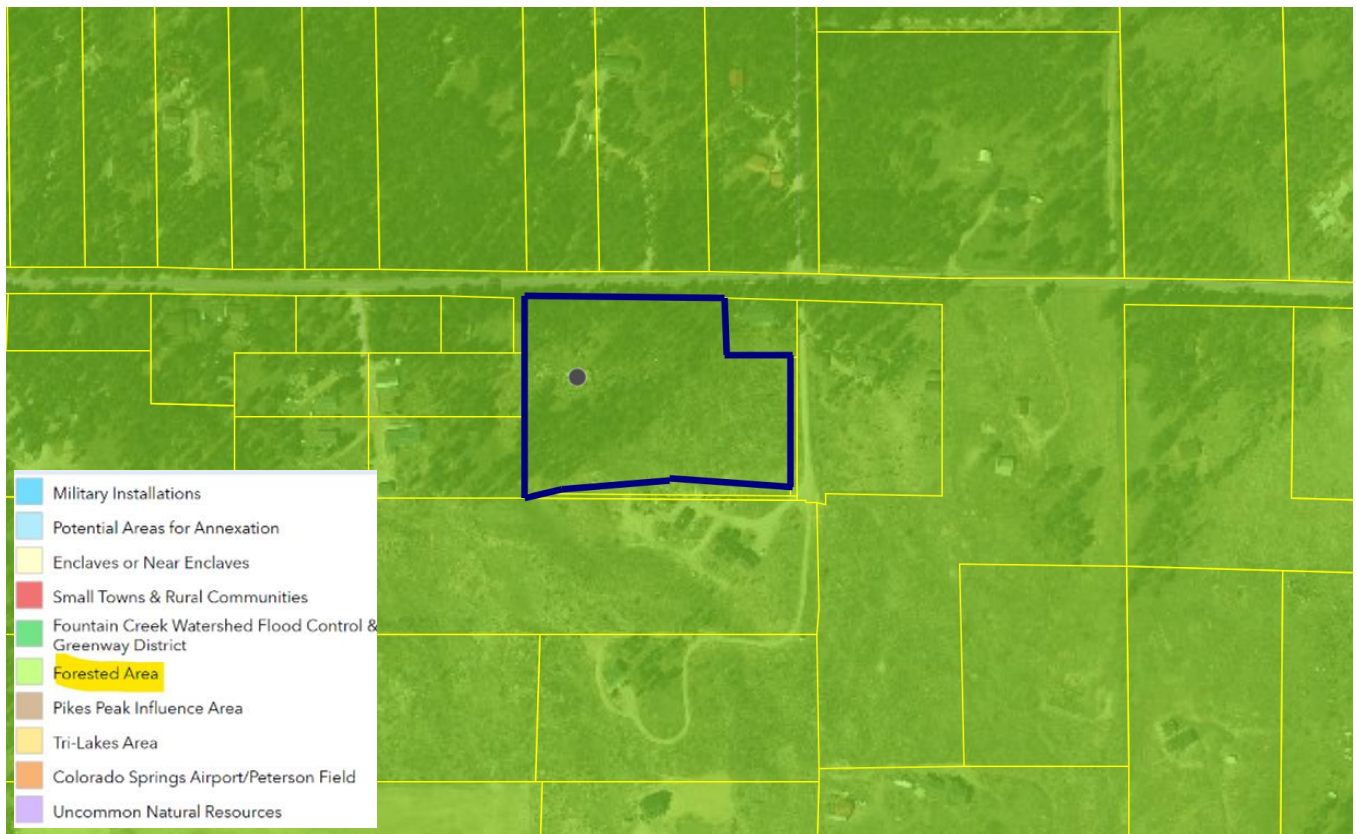 Military Installations
Potential Areas for Annexation
Enclaves or Near Enclaves
Small Towns & Rural Communities
Fountain Creek Watershed Flood Control &
Greenway District
Forested Area
Pikes Peak Influence Area
Tri-Lakes Area
Colorado Springs Airport/Peterson Field
Uncommon Natural Resources